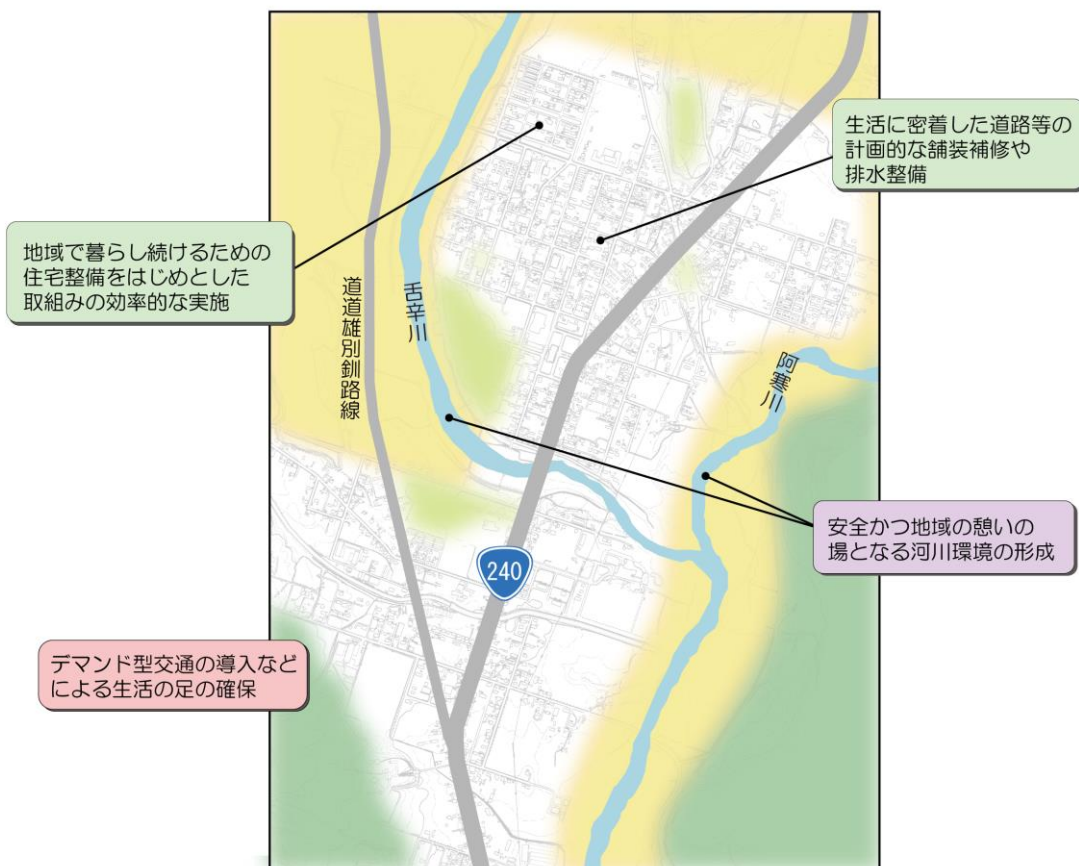 生活に密着した道路等の
計画的な舗装補修や
排水整備
地域で暮らし続けるための
住宅整備をはじめとした
取組みの効率的な実施
道道雄別釧路線
舌辛川
阿寒川
安全かつ地域の憩いの
場となる河川環境の形成
240
デマンド型交通の導入など
による生活の足の確保